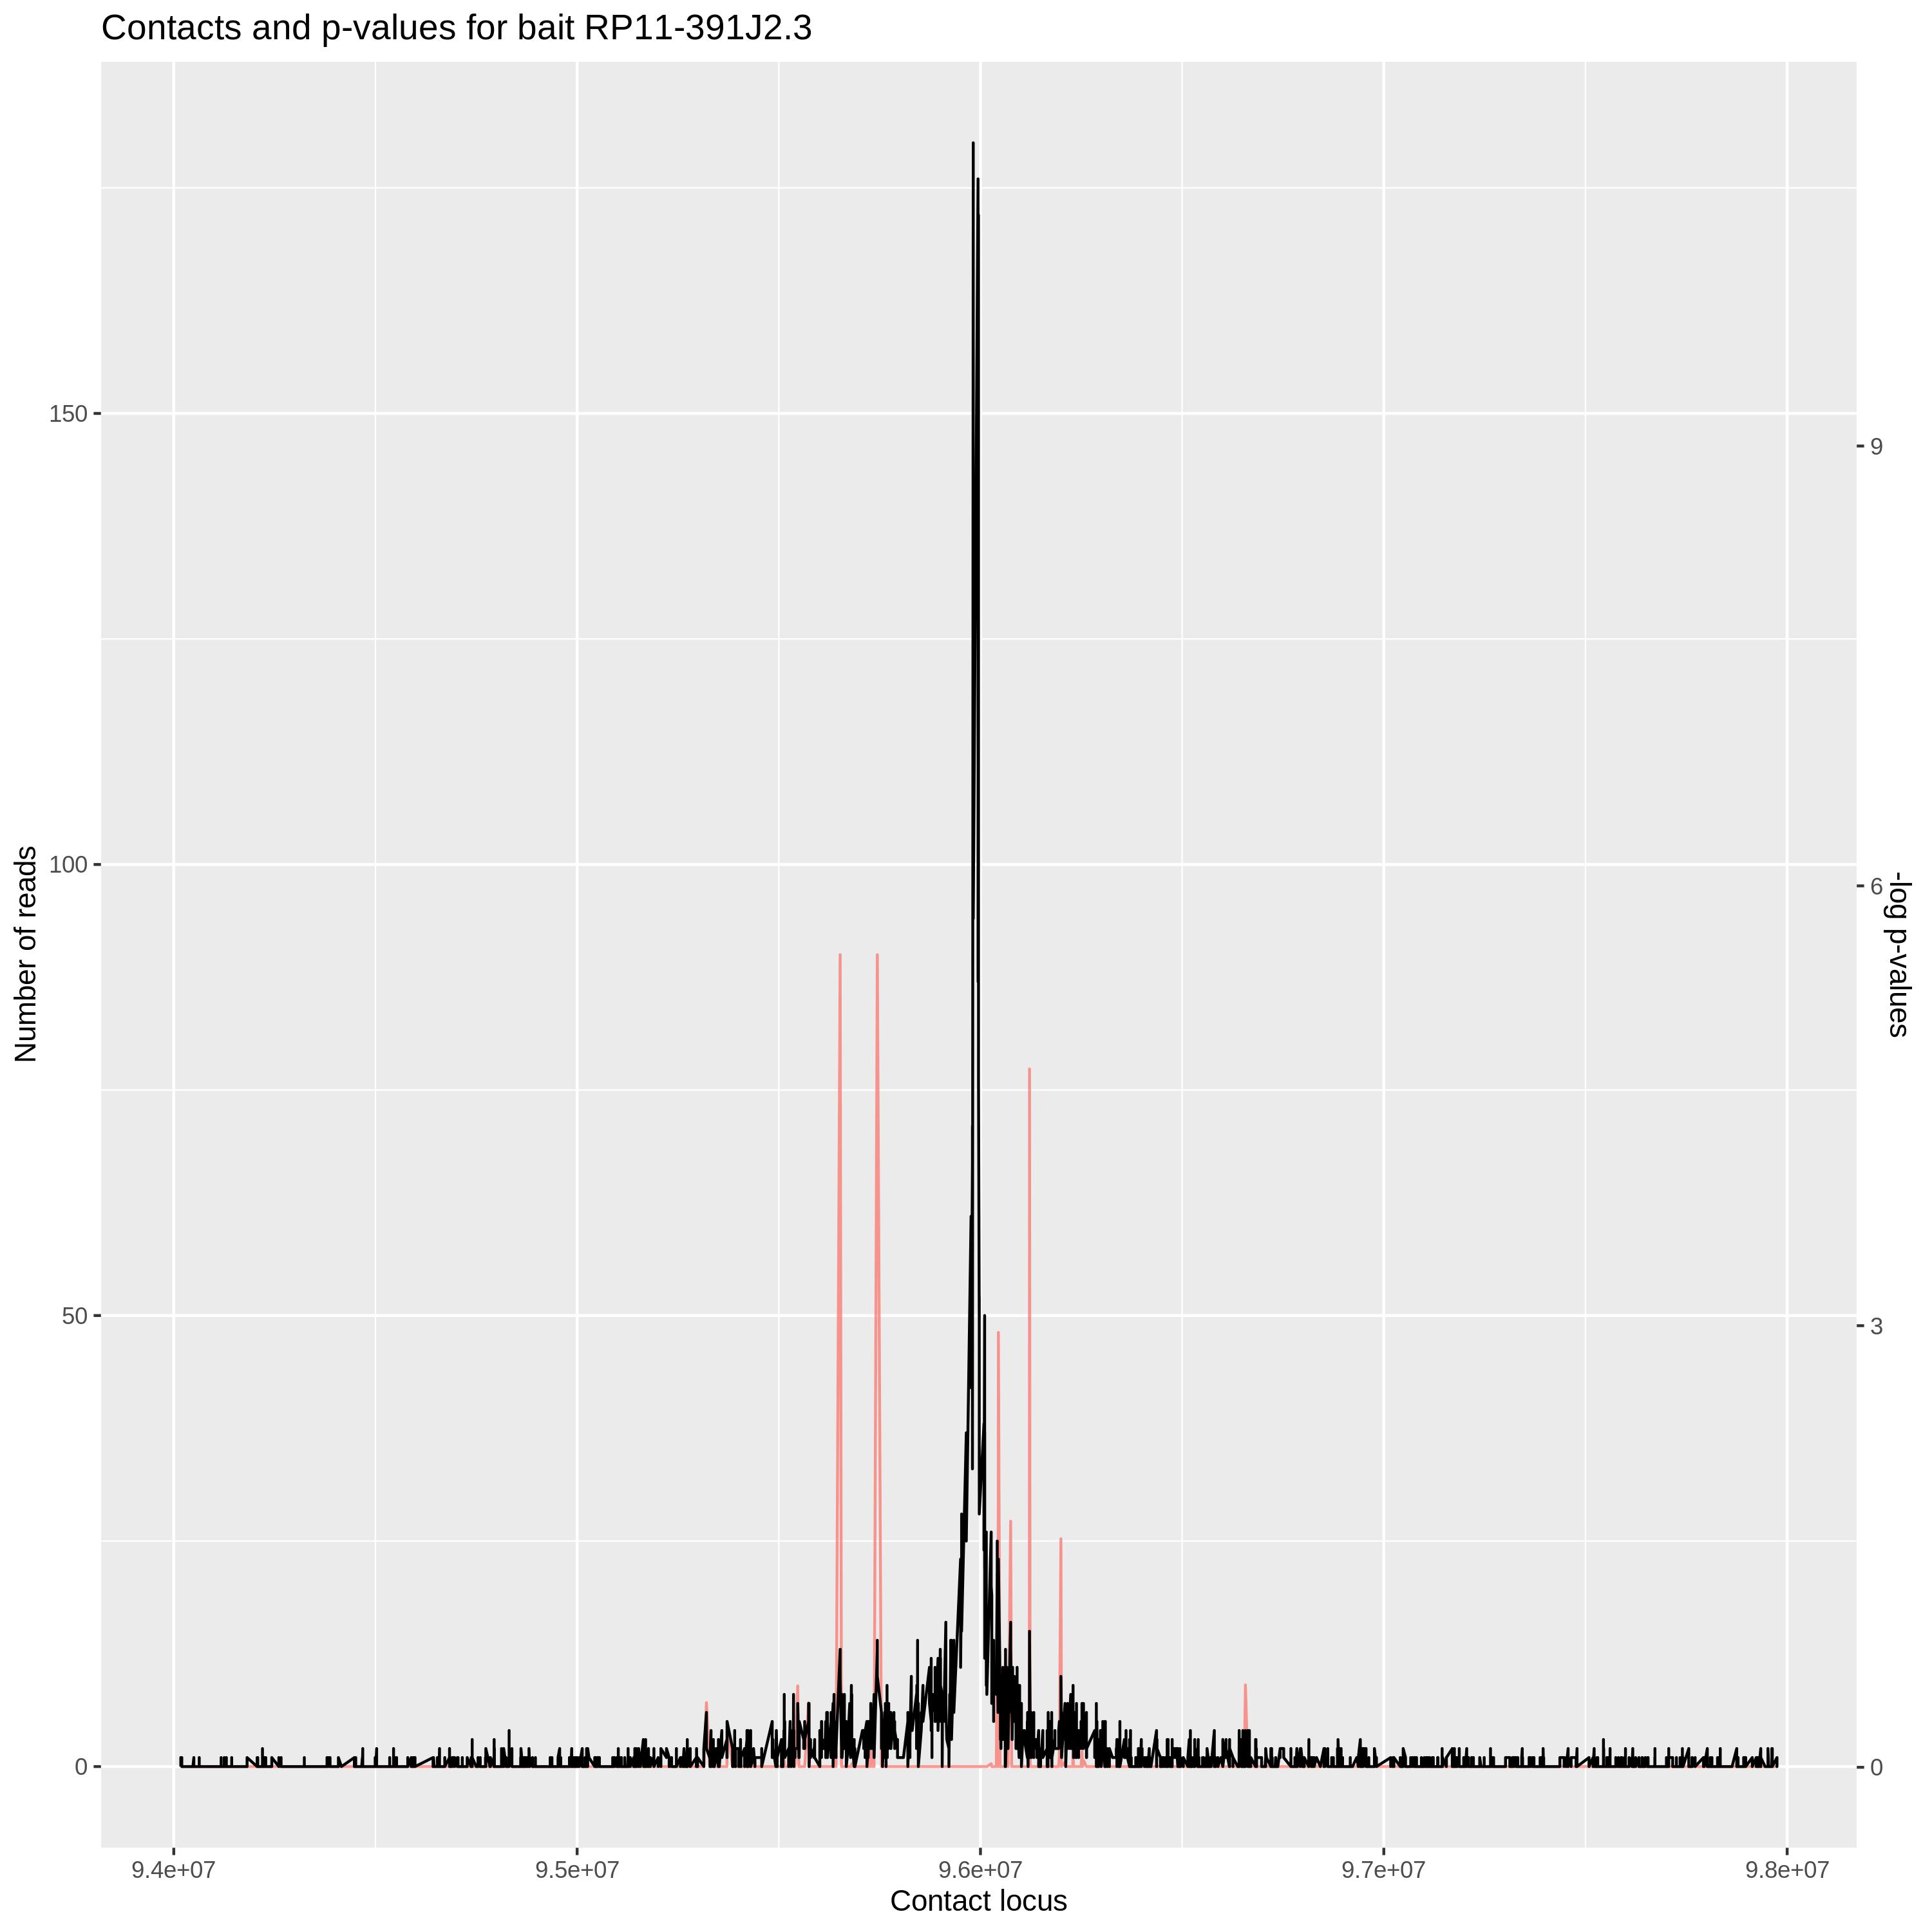 Contacts and p-values for bait RP11-391J2.3
Number of reads
150
100
50
0
9
6
3
0
-log p-values
9.4e+07 9.5e+07 9.6e+07 9.7e+07 9.8e+07
Contact locus